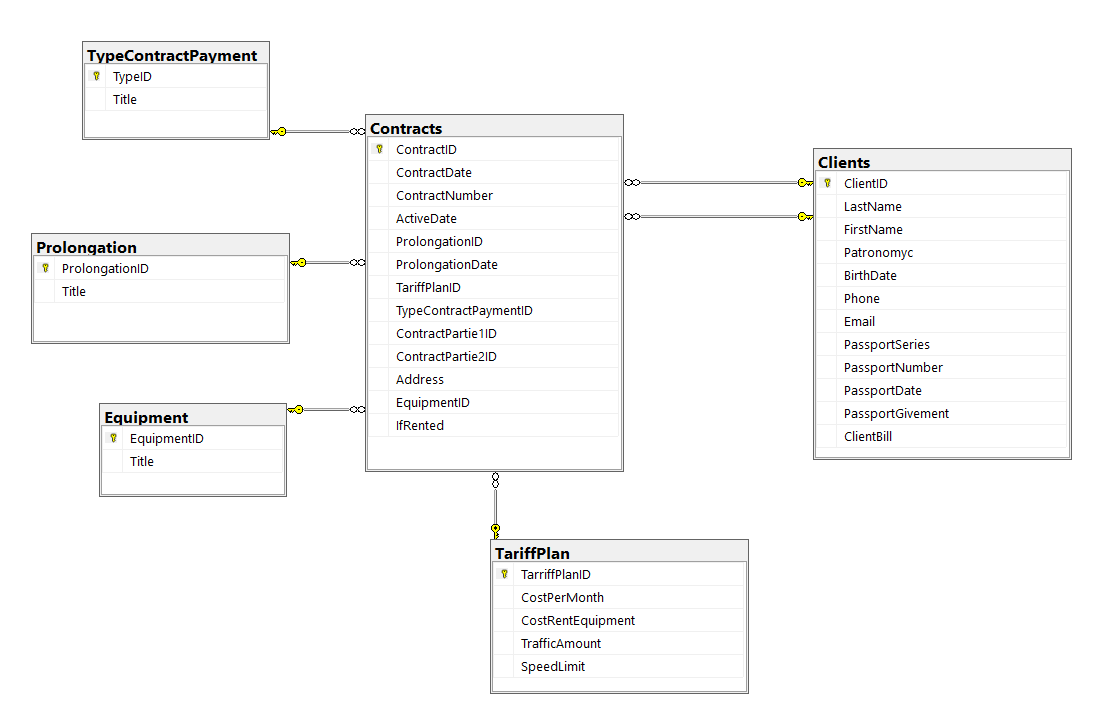 TypeContractPayment
TypeID
Title
Prolongation
ProlongationID
Title
Equipment
EquipmentID
Title
Contracts
ContractID
ContractDate
ContractNumber
ActiveDate
ProlongationID
ProlongationDate
TariffPlanID
TypeContractPaymentID
ContractPartie1ID
ContractPartie2ID
Address
EquipmentID
IfRented
Clients
ClientID
LastName
FirstName
Patronomyc
BirthDate
Phone
Email
PassportSeries
PassportNumber
PassportDate
PassportGivement
ClientBill
TariffPlan
TarriffPlanID
CostPerMonth
CostRentEquipment
TrafficAmount
SpeedLimit